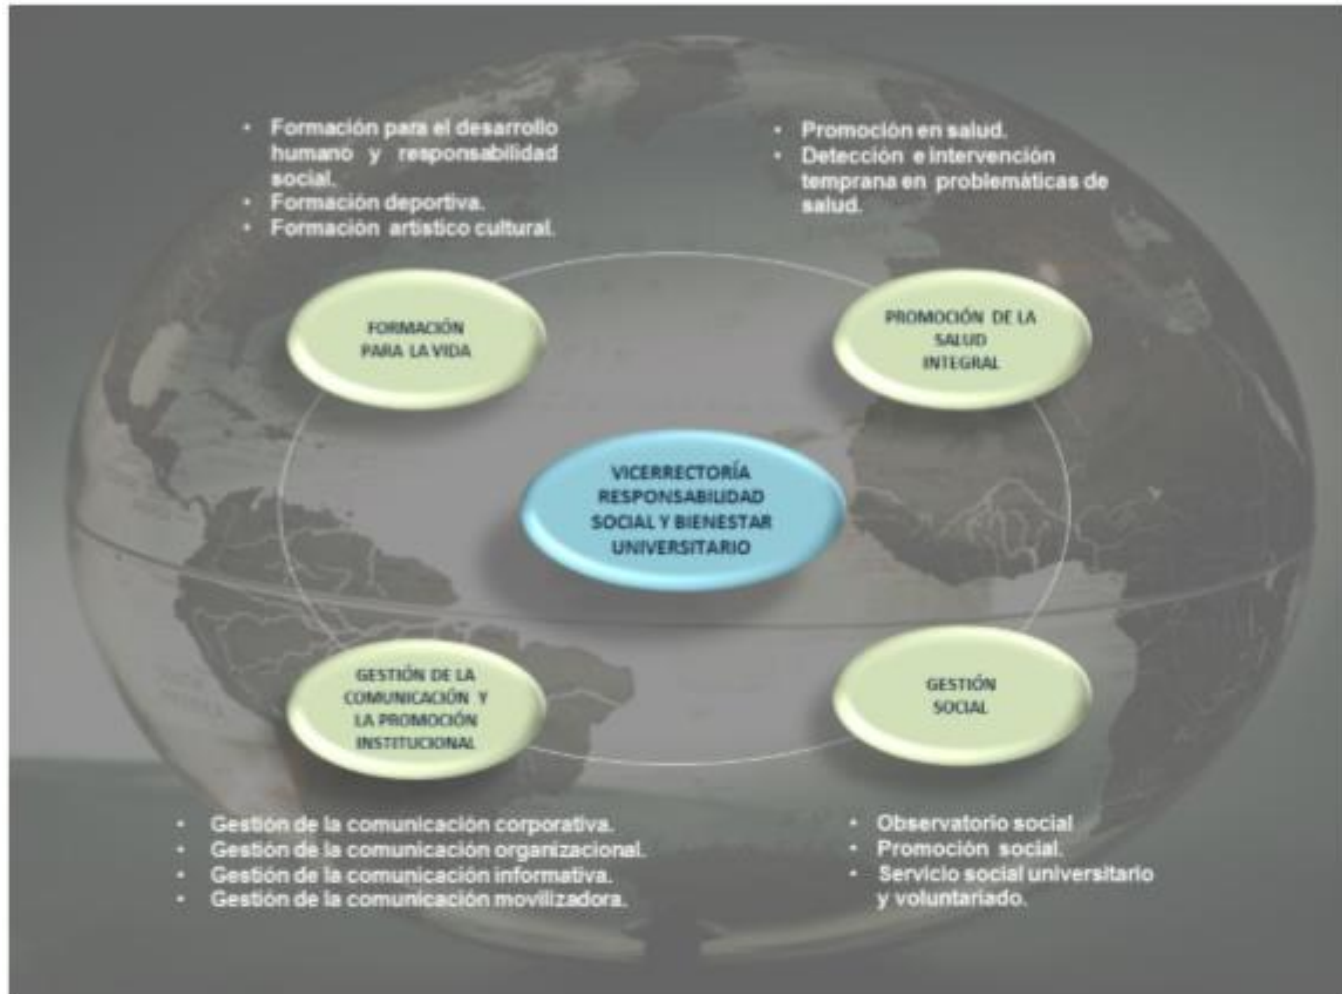 • Formación para el desarrollo
humano y responsabilidad
social.
• Formación deportiva.
• Formación artístico cultural.
• Promoción en salud.
• Detección e intervención
temprana en problemáticas de
salud.
FORMACIÓN
PARA LA VIDA
PROMOCIÓN DE LA
SALUD
INTEGRAL
VICERRECTORÍA
RESPONSABILIDAD
SOCIAL Y BIENESTAR
UNIVERSITARIO
GESTIÓN DE LA
COMUNICACIÓN Y
LA PROMOCIÓN
INSTITUCIONAL
GESTIÓN
SOCIAL
• Gestión de la comunicación corporativa.
• Gestión de la comunicación organizacional.
• Gestión de la comunicación informativa.
• Gestión de la comunicación movilizadora.
• Observatorio social
• Promoción social.
• Servicio social universitario
y voluntariado.